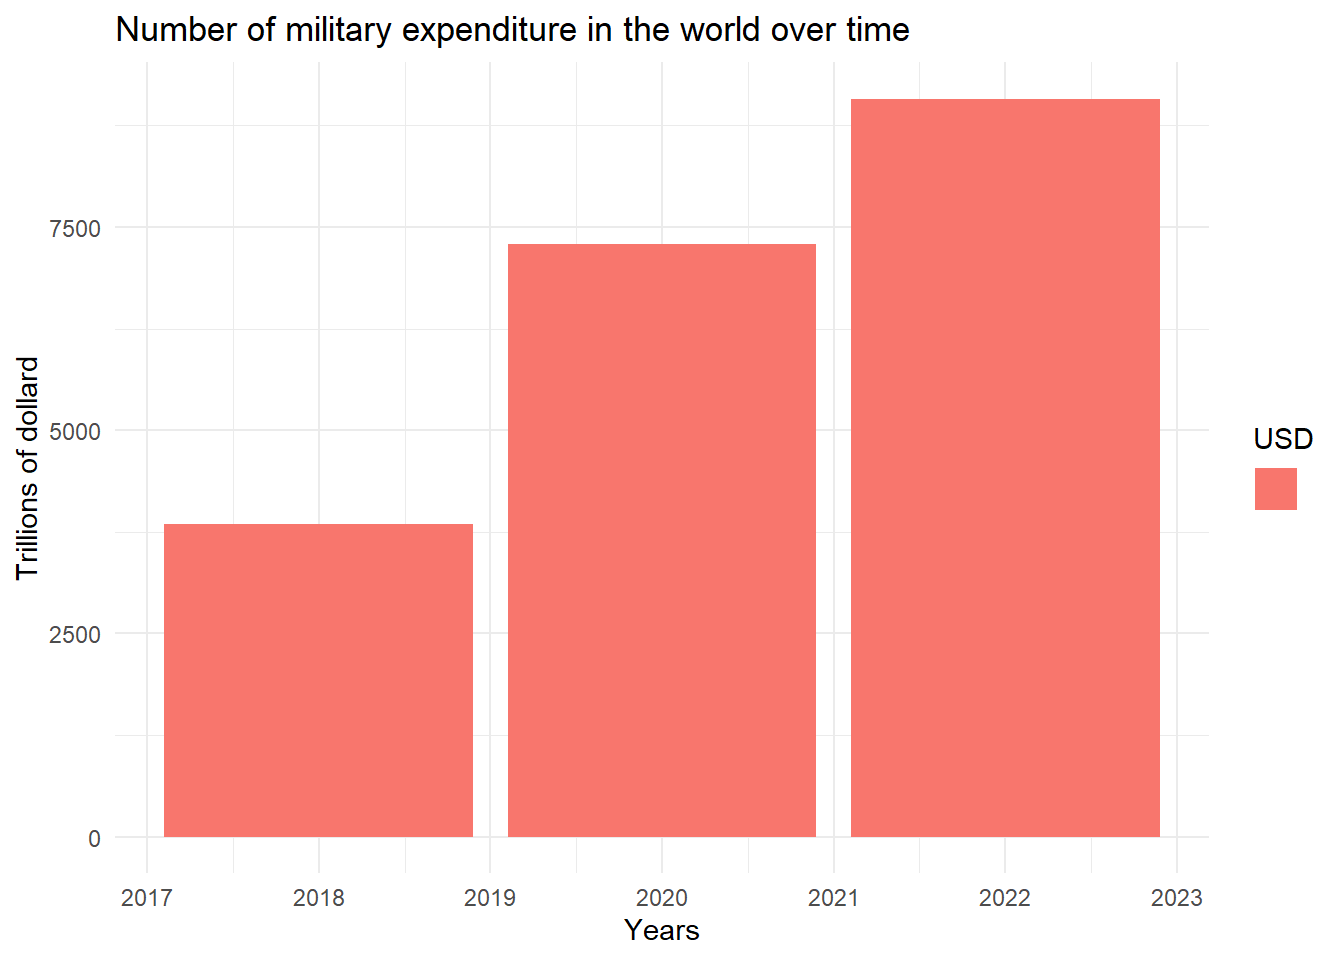 Number of military expenditure in the world over time
Trillions of dollard
7500
5000
2500
0
2017 2018 2019 2020 2021 2022 2023
Years
USD